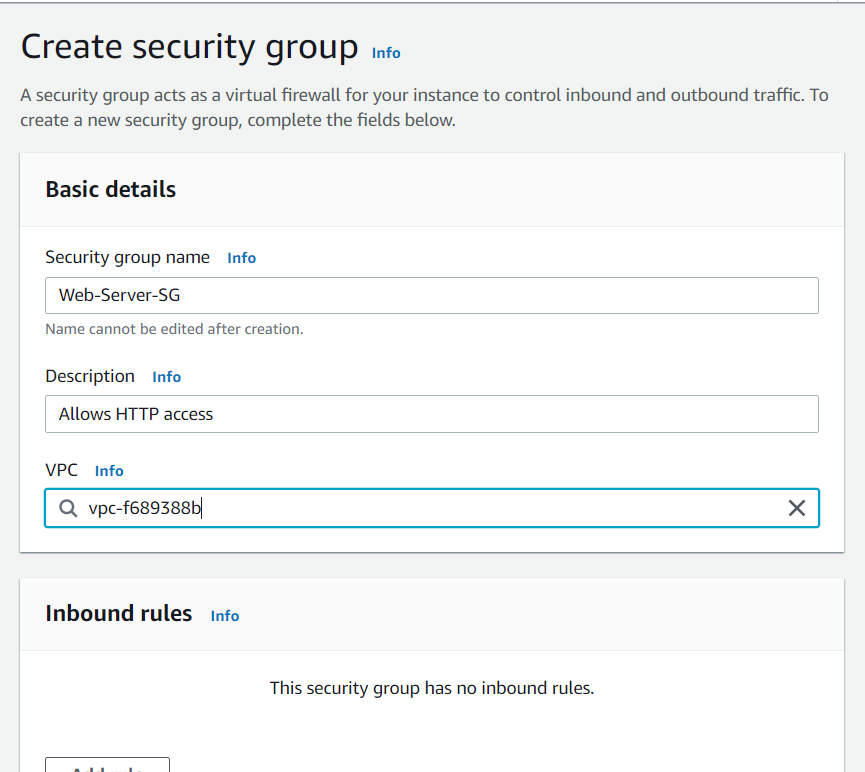 Create security group Info
A security group acts as a virtual firewall for your instance to control inbound and outbound traffic. To
create a new security group, complete the fields below.
Basic details
Security group name Info
Web-Server-SG
Name cannot be edited after creation.
Description Info
Allows HTTP access
VPC Info
vpc-f689388b
Inbound rules Info
This security group has no inbound rules.
Add rule